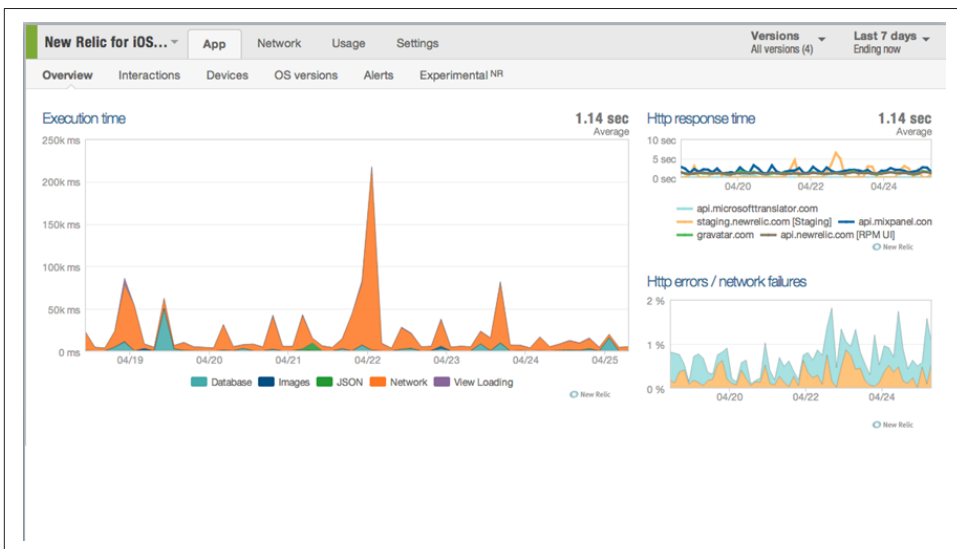 New Relic for iOS... App Network Usage Settings
Versions
All versions (4)
Last 7 days
Ending now
Overview Interactions Devices OS versions Alerts Experimental NR
Execution time
1.14 sec
Average
250k ms
200k ms
150k ms
100k ms
50k ms
0 ms
04/19 04/20 04/21 04/22 04/23 04/24 04/25
Database Images JSON Network View Loading
New Relic
Http response time
1.14 sec
Average
10 sec
5 sec
0 sec
04/20 04/22 04/24
api.microsofttranslator.com
staging.newrelic.com [Staging] api.mixpanel.con
gravatar.com api.newrelic.com [RPM UI]
New Relic
Http errors / network failures
2 %
1 %
0 %
04/20 04/22 04/24
New Relic